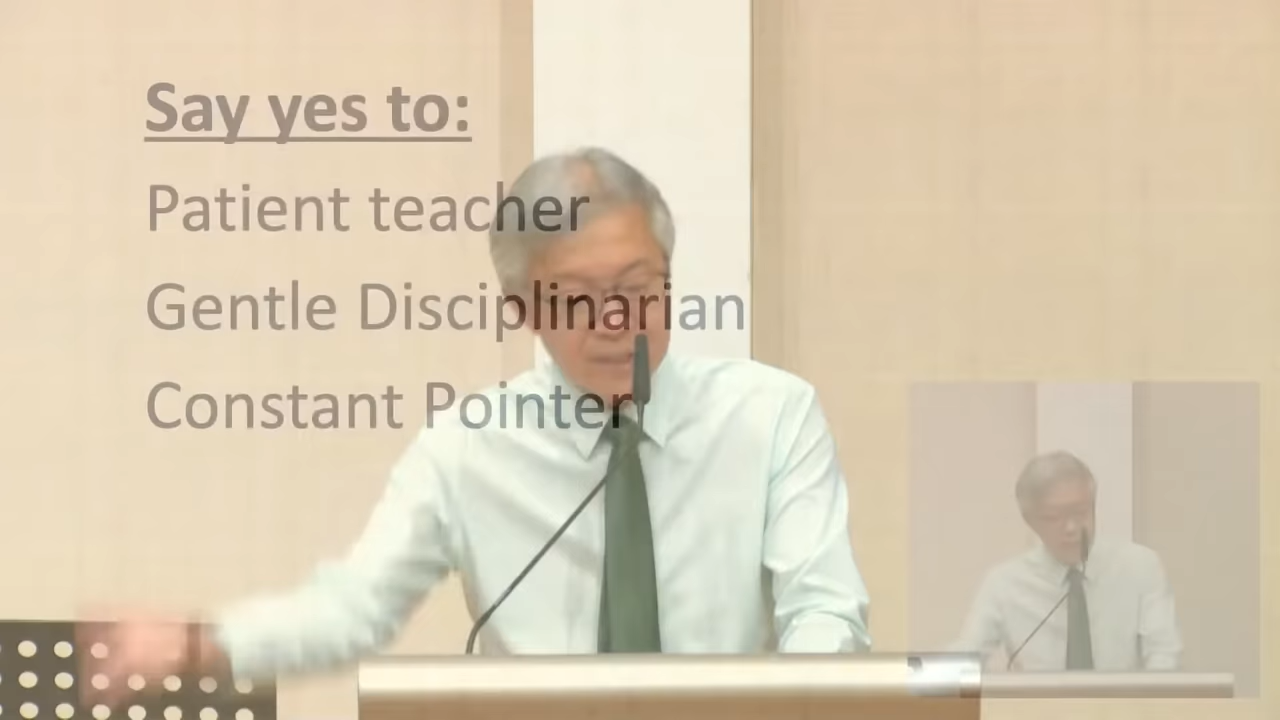 Say yes to:
Patient teacher
Gentle Disciplinarian
Constant Pointer